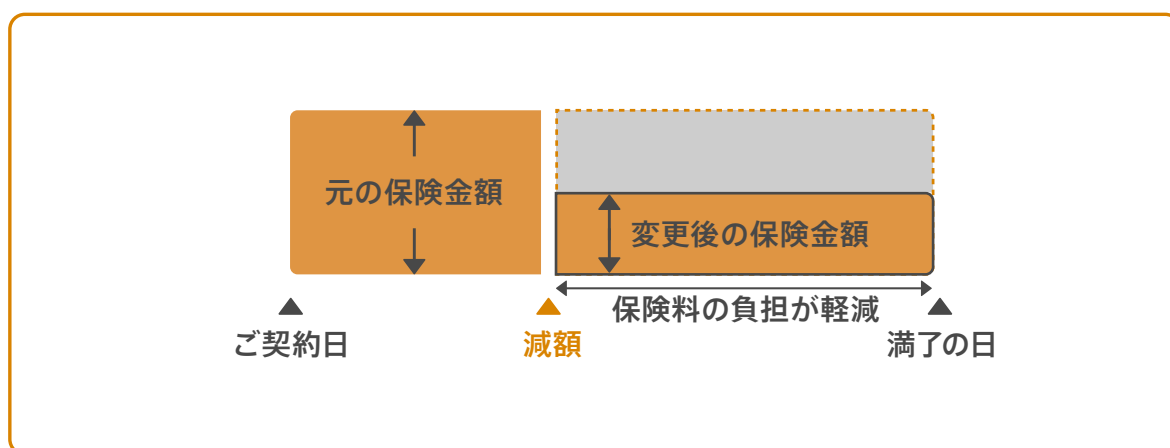 元の保険金額
変更後の保険金額
保険料の負担が軽減
ご契約日
減額
満了の日